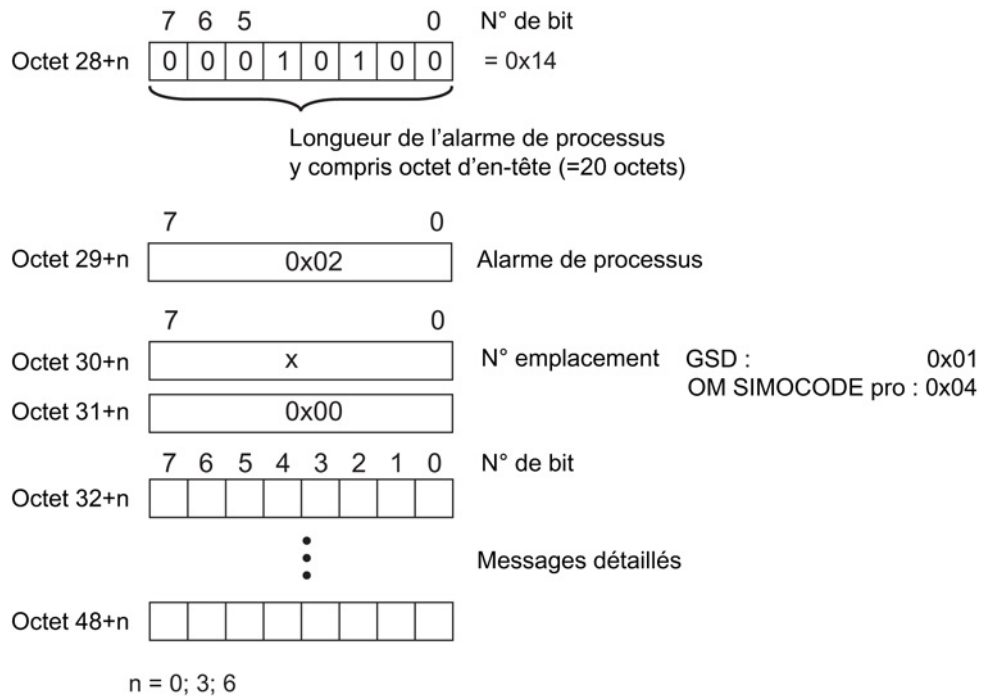 7 6 5 0 N° de bit
Octet 28+n 0 0 0 1 0 1 0 0 = 0x14
Longueur de l'alarme de processus
y compris octet d'en-tête (=20 octets)
7 0
Octet 29+n 0x02 Alarme de processus
7 0
Octet 30+n x N° emplacement GSD : 0x01
OM SIMOCODE pro : 0x04
Octet 31+n 0x00
7 6 5 4 3 2 1 0 N° de bit
Octet 32+n
Messages détaillés
Octet 48+n
n = 0; 3; 6